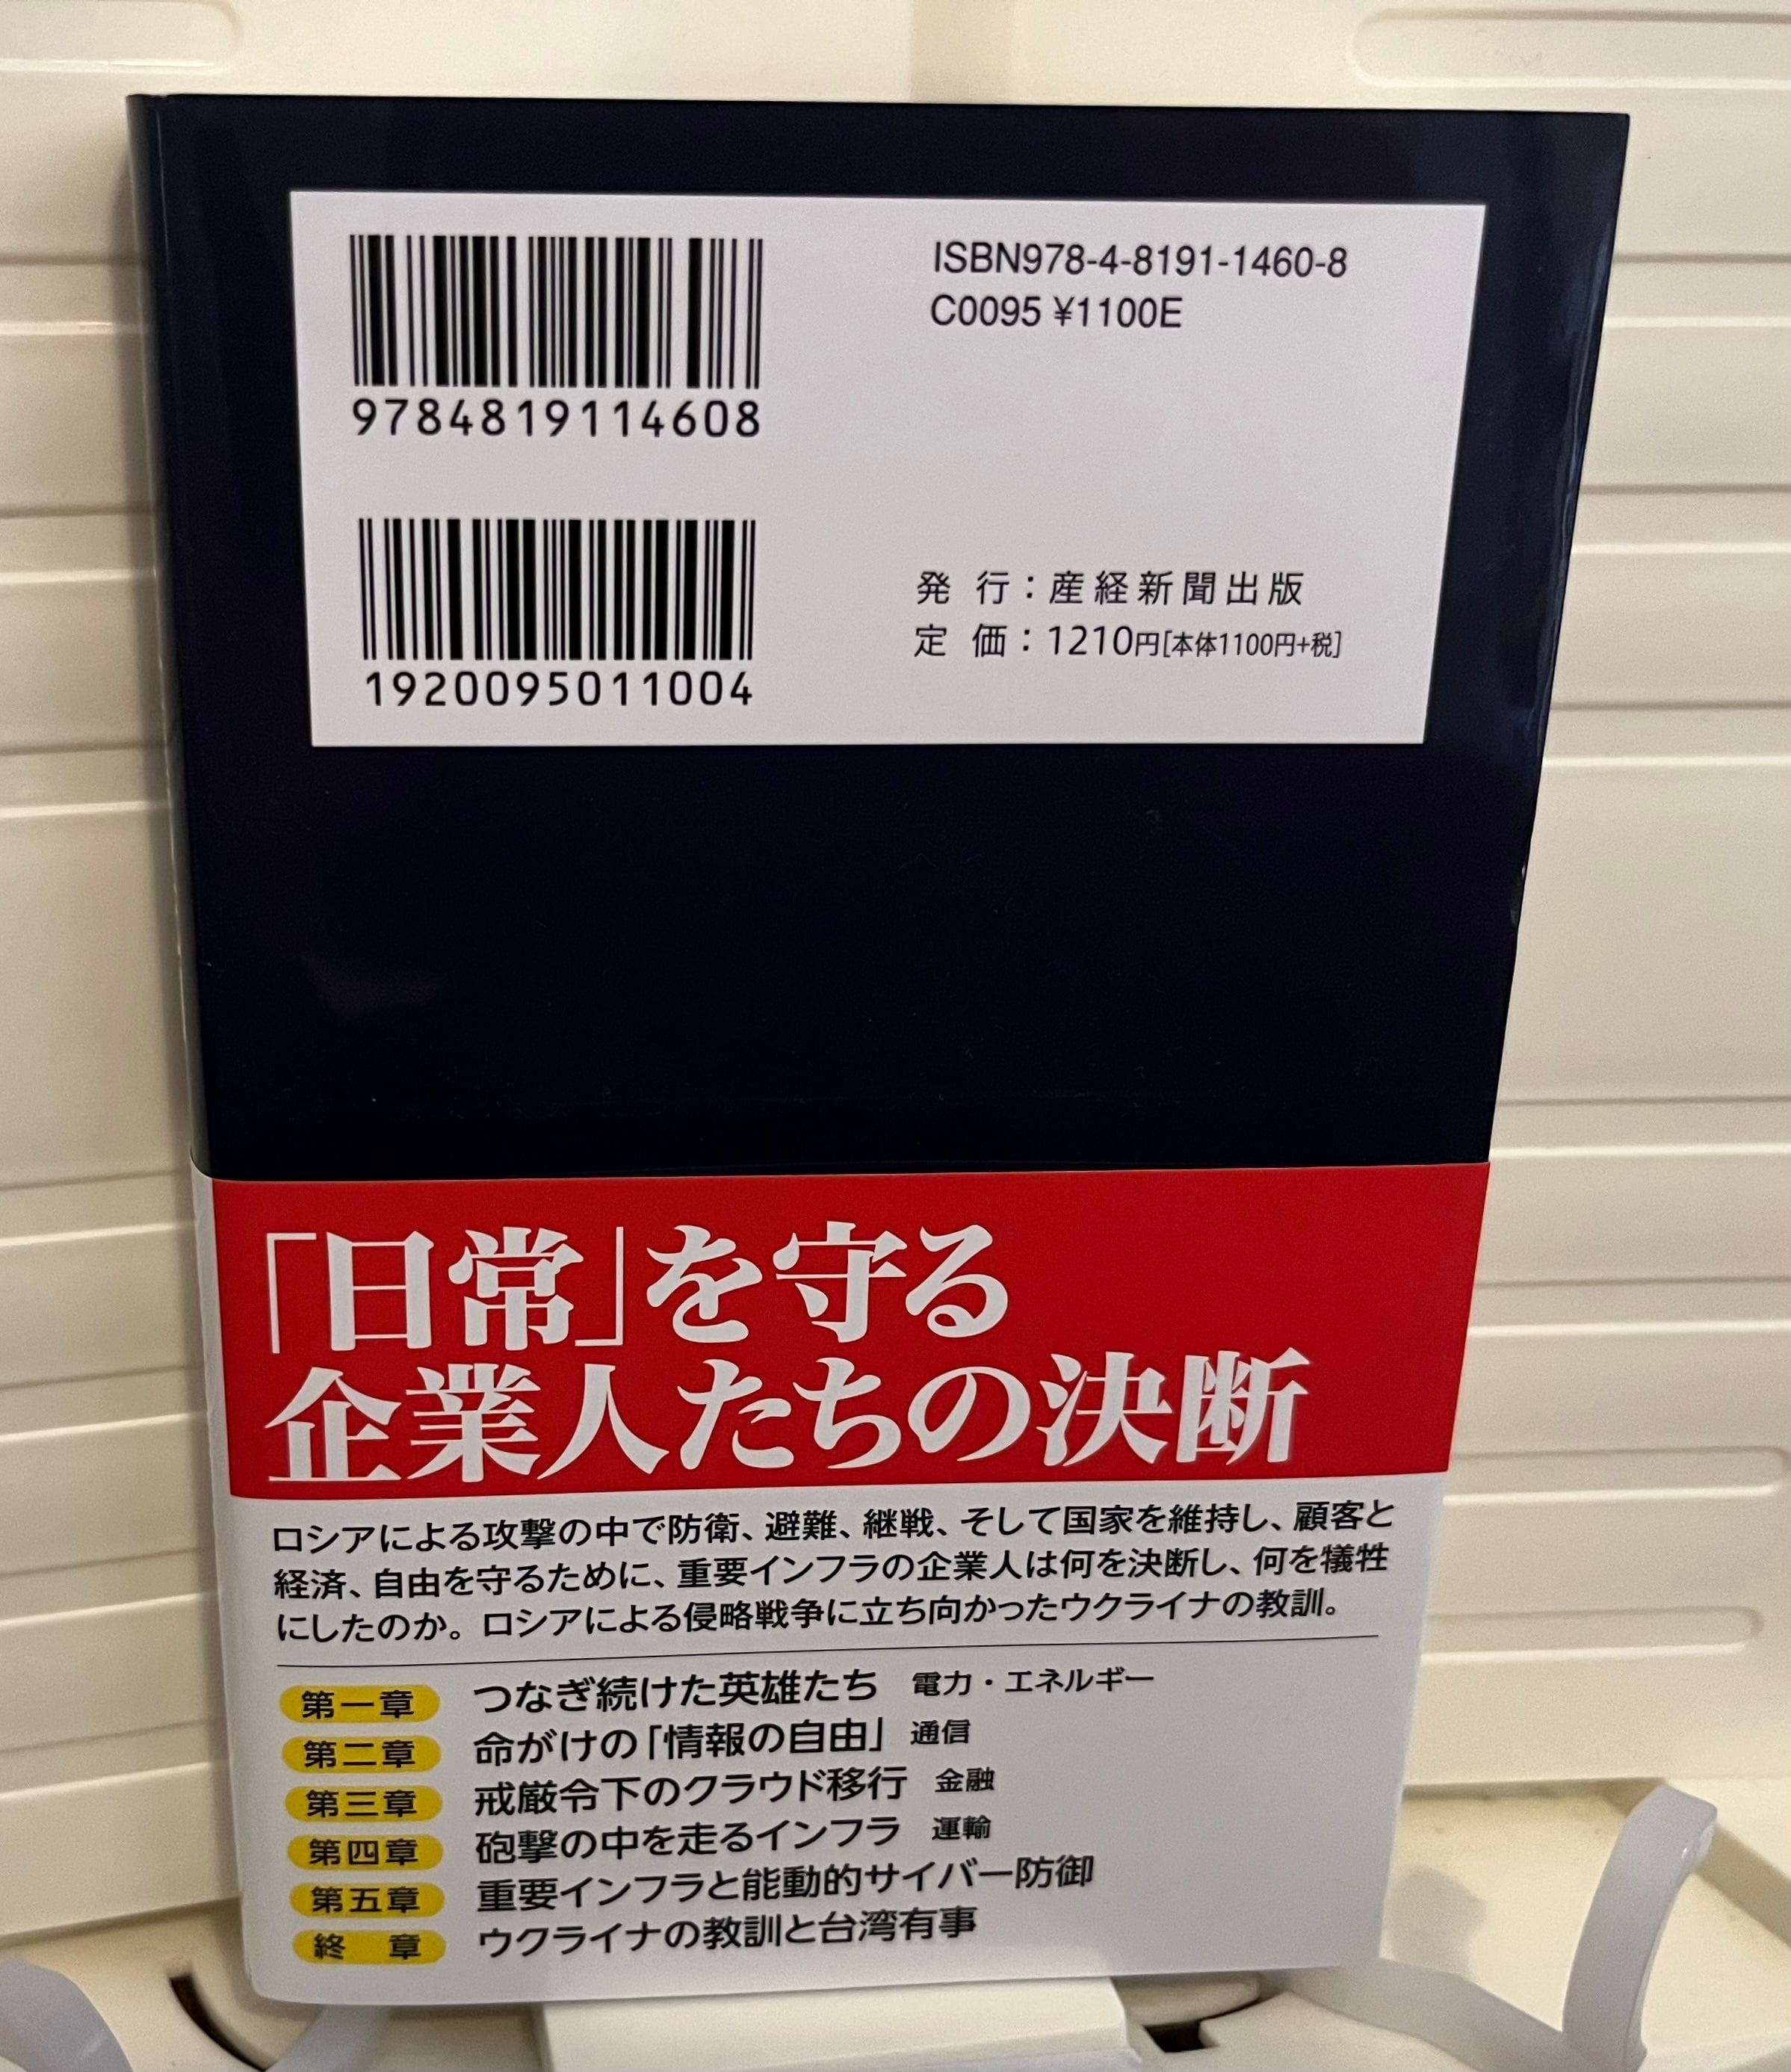 ISBN978-4-8191-1460-8
C0095 ¥1100E
9784819114608
1920095011004
発 行：産経新聞出版
定 価：1210円[本体1100円+税]
「日常」を守る
企業人たちの決断
ロシアによる攻撃の中で防衛、避難、継戦、そして国家を維持し、顧客と
経済、自由を守るために、重要インフラの企業人は何を決断し、何を犠牲
にしたのか。ロシアによる侵略戦争に立ち向かったウクライナの教訓。
第一章 つなぎ続けた英雄たち 電力・エネルギー
第二章 命がけの「情報の自由」 通信
第三章 戒厳令下のクラウド移行 金融
第四章 砲撃の中を走るインフラ 運輸
第五章 重要インフラと能動的サイバー防御
終 章 ウクライナの教訓と台湾有事